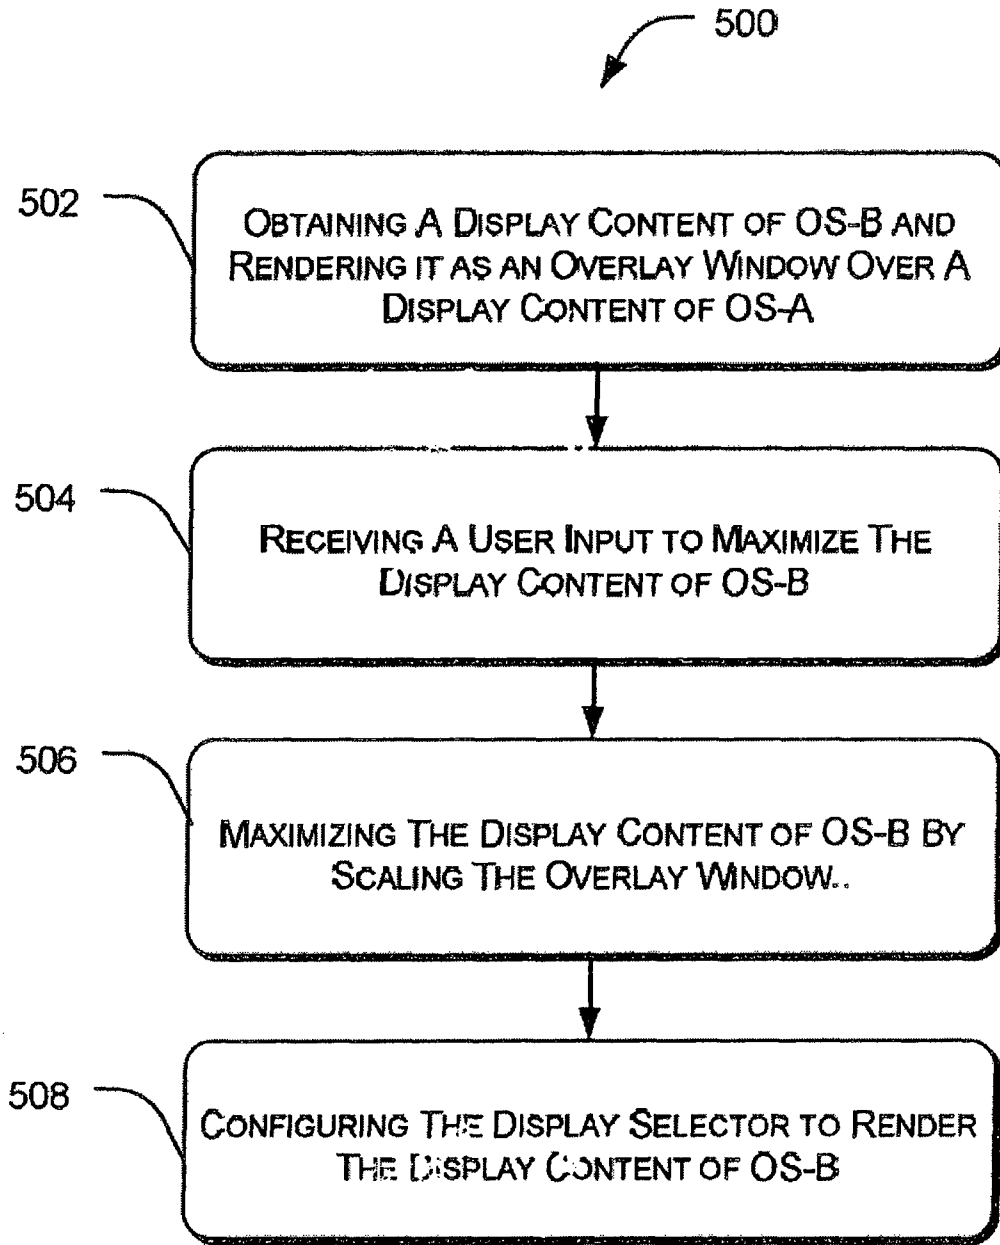 500
502
OBTAINING A DISPLAY CONTENT OF OS-B AND
RENDERING IT AS AN OVERLAY WINDOW OVER A
DISPLAY CONTENT OF OS-A
504
RECEIVING A USER INPUT TO MAXIMIZE THE
DISPLAY CONTENT OF OS-B
506
MAXIMIZING THE DISPLAY CONTENT OF OS-B BY
SCALING THE OVERLAY WINDOW..
508
CONFIGURING THE DISPLAY SELECTOR TO RENDER
THE DISPLAY CONTENT OF OS-B